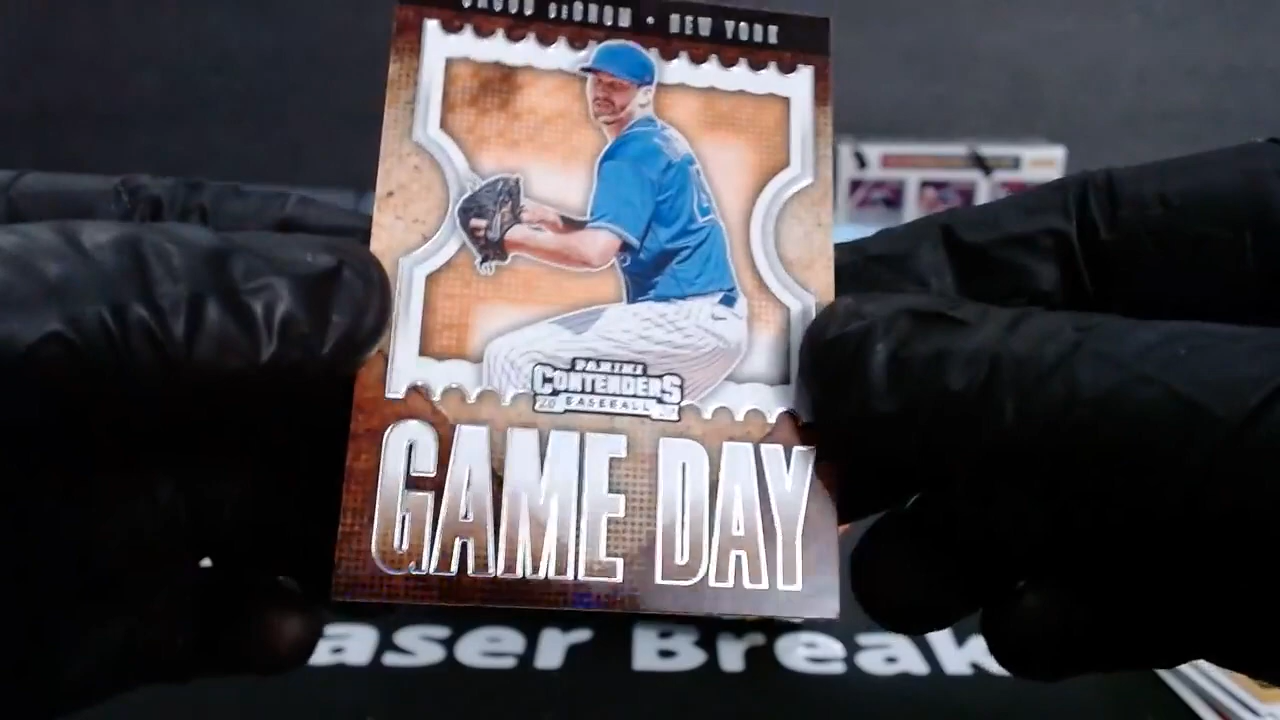 JACOB deGROM • NEW YORK
PANINI
CONTENDERS
20 BASEBALL
GAME DAY
aser Break